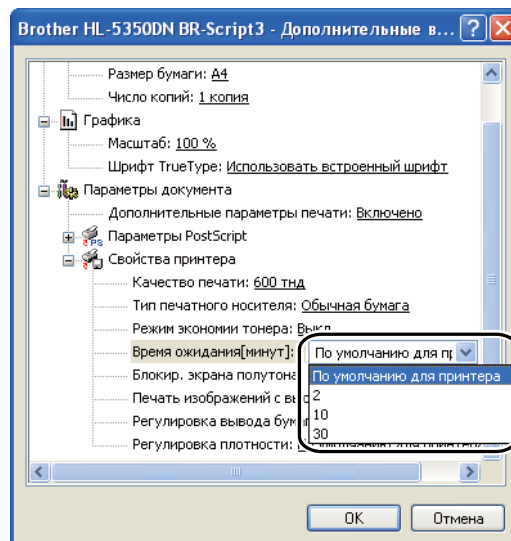 Brother HL-5350DN BR-Script3 - Дополнительные в...
Размер бумаги: A4
Число копий: 1 копия
Графика
Масштаб: 100 %
Шрифт TrueType: Использовать встроенный шрифт
Параметры документа
Дополнительные параметры печати: Включено
Параметры PostScript
Свойства принтера
Качество печати: 600 тнд
Тип печатного носителя: Обычная бумага
Режим экономии тонера: Выкл
Время ожидания[минут]: По умолчанию для пр
По умолчанию для принтера
Блокир. экрана полутона
2
Печать изображений с
10
Регулировка вывода
30
Регулировка плотности:
OK Отмена